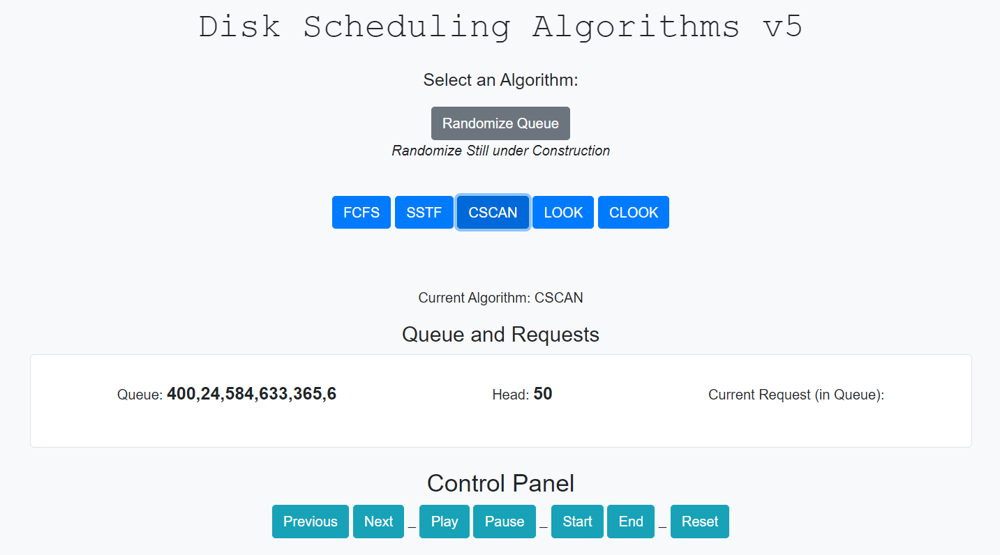 Disk Scheduling Algorithms v5
Select an Algorithm:
Randomize Queue
Randomize Still under Construction
FCFS SSTF CSCAN LOOK CLOOK
Current Algorithm: CSCAN
Queue and Requests
Queue: 400,24,584,633,365,6 Head: 50 Current Request (in Queue):
Control Panel
Previous Next _ Play Pause _ Start End _ Reset